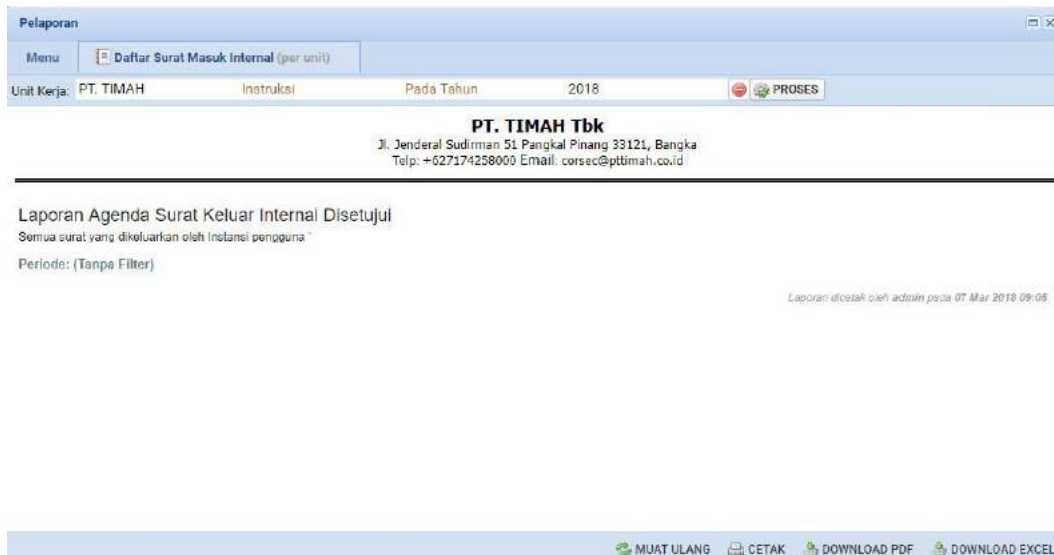 Pelaporan
Menu Daftar Surat Masuk Internal (per unit)
Unit Kerja: PT. TIMAH Instruksi Pada Tahun 2018 PROSES
PT. TIMAH Tbk
Jl. Jenderal Sudirman 51 Pangkal Pinang 33121, Bangka
Telp: +627174258000 Email: corsec@pttimah.co.id
Laporan Agenda Surat Keluar Internal Disetujui
Semua surat yang dikeluarkan oleh Instansi pengguna "
Periode: (Tanpa Filter)
Laporan dicetak oleh admin pada 07 Mar 2018 09:05
MUAT ULANG CETAK DOWNLOAD PDF DOWNLOAD EXCEL